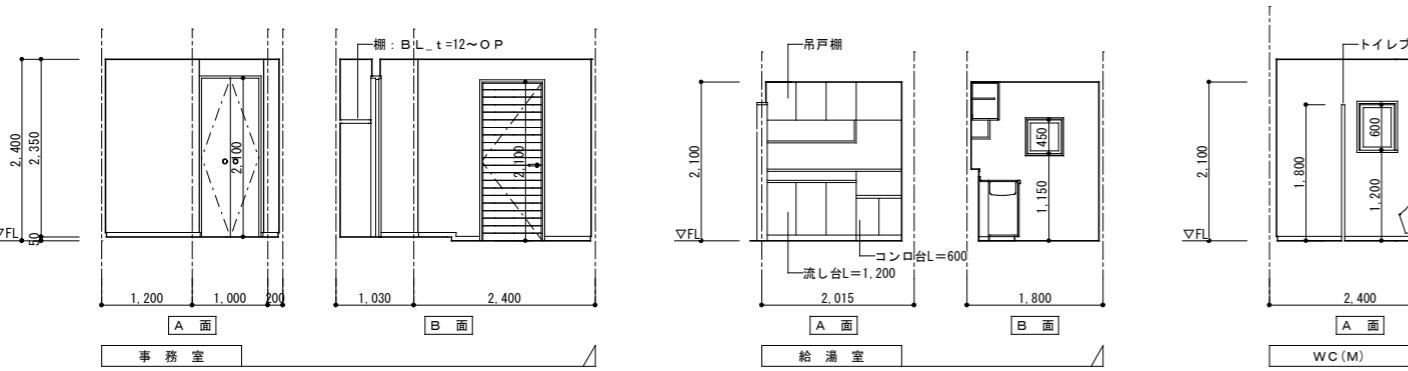 棚：ＢＬ_ｔ=12～ＯＰ
2,400
2,350
50
▽FL
2,100
2,100
1,200
1,000
200
1,030
2,400
A 面
B 面
事 務 室
吊戸棚
2,100
▽FL
コンロ台L＝600
流し台L＝1,200
450
1,150
2,015
1,800
A 面
B 面
給 湯 室
トイレブ
2,100
▽FL
1,800
600
1,200
2,400
A 面
WC(M)